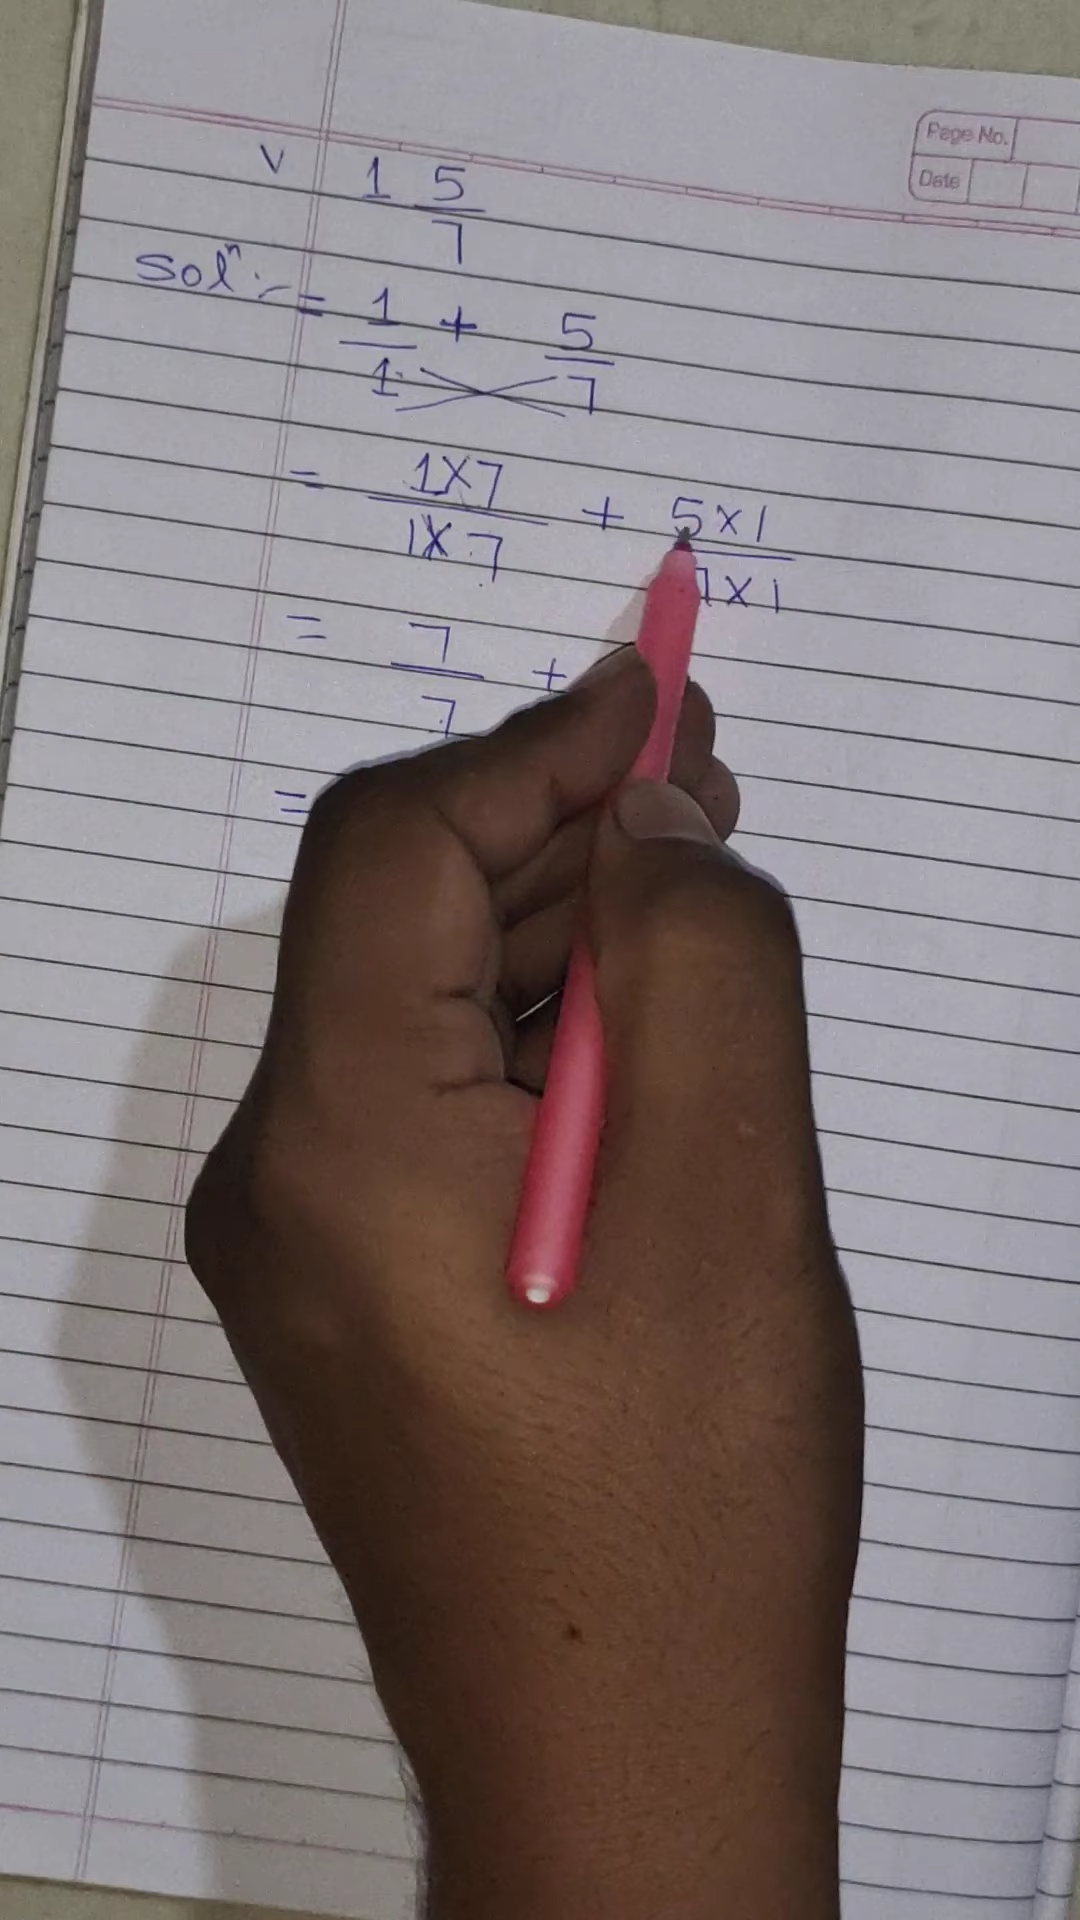 Page No.
Date
V 1 5/7
Solⁿ:- = 1/1 + 5/7
= 1×7/1×7 + 5×1/7×1
= 7/7 +
=